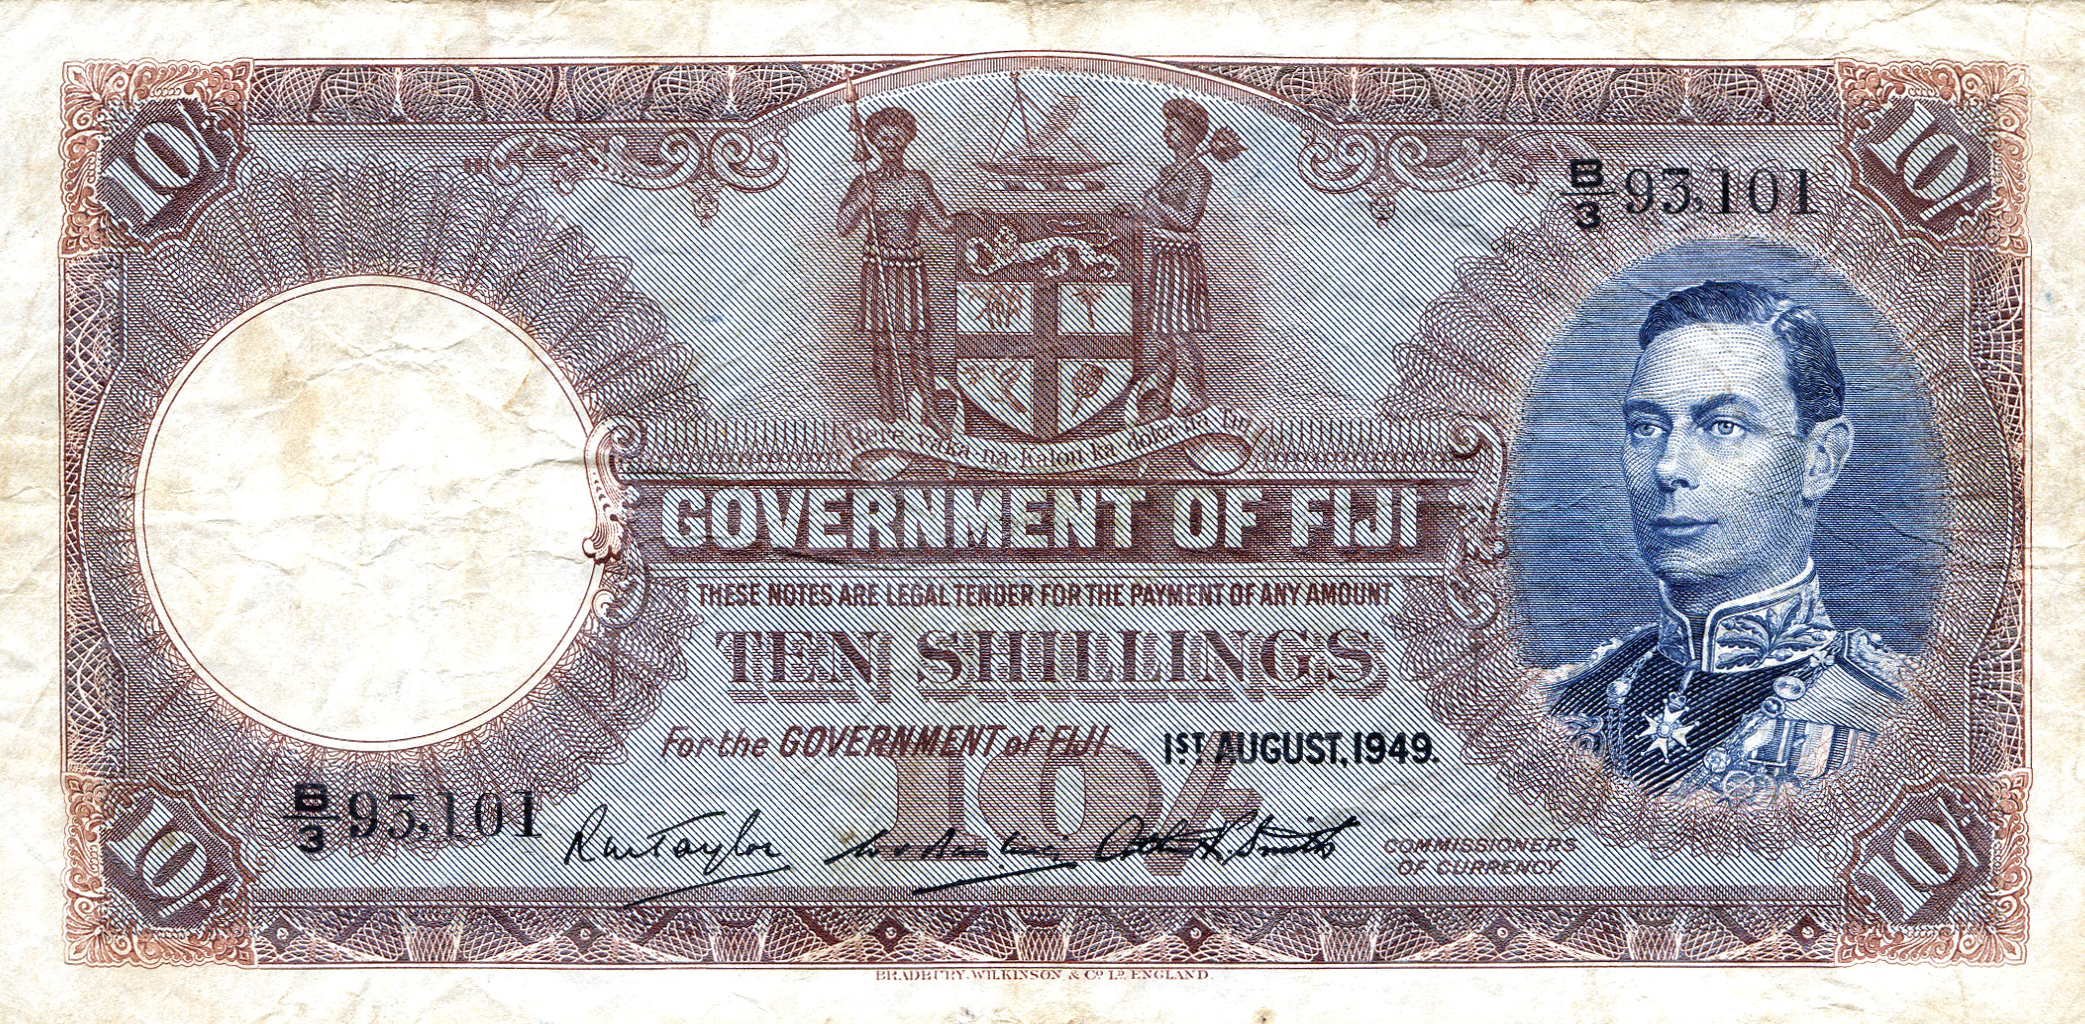 10/-
10/-
B/3 93,101
Rere·vaka·na·Kalou·ka·doka·na·Tui
GOVERNMENT OF FIJI
THESE NOTES ARE LEGAL TENDER FOR THE PAYMENT OF ANY AMOUNT
TEN SHILLINGS
For the GOVERNMENT of FIJI 1ST AUGUST, 1949.
10/-
B/3 93,101
RWTaylor
COMMISSIONERS
OF CURRENCY.
10/-
10/-
BRADBURY, WILKINSON & Co LD, ENGLAND.